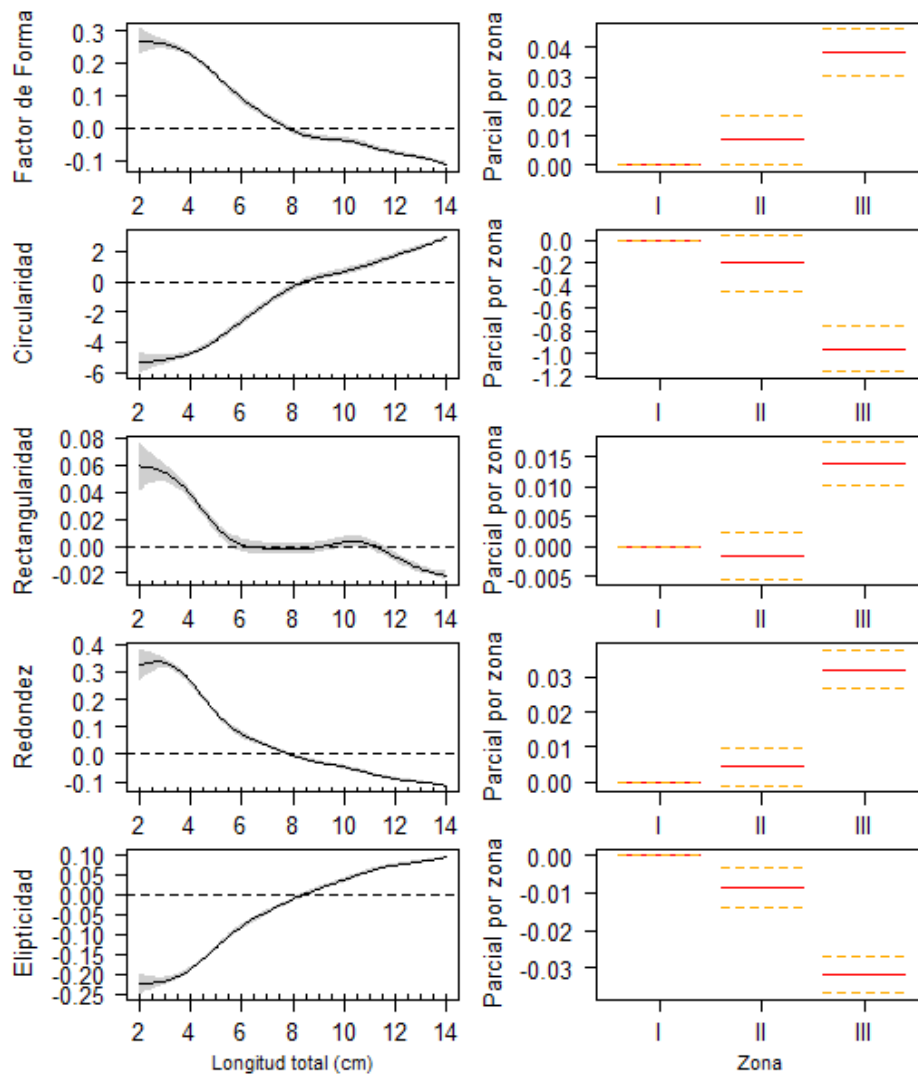 Factor de Forma
0.3
0.2
0.1
0.0
-0.1
2 4 6 8 10 12 14
Parcial por zona
0.04
0.03
0.02
0.01
0.00
I II III
Circularidad
2
0
-2
-4
-6
2 4 6 8 10 12 14
Parcial por zona
0.0
-0.2
-0.4
-0.6
-0.8
-1.0
-1.2
I II III
Rectangularidad
0.08
0.06
0.04
0.02
0.00
-0.02
2 4 6 8 10 12 14
Parcial por zona
0.015
0.010
0.005
0.000
-0.005
I II III
Redondez
0.4
0.3
0.2
0.1
0.0
-0.1
2 4 6 8 10 12 14
Parcial por zona
0.03
0.02
0.01
0.00
I II III
Elipticidad
0.10
0.05
0.00
-0.05
-0.10
-0.15
-0.20
-0.25
2 4 6 8 10 12 14
Longitud total (cm)
Parcial por zona
0.00
-0.01
-0.02
-0.03
I II III
Zona